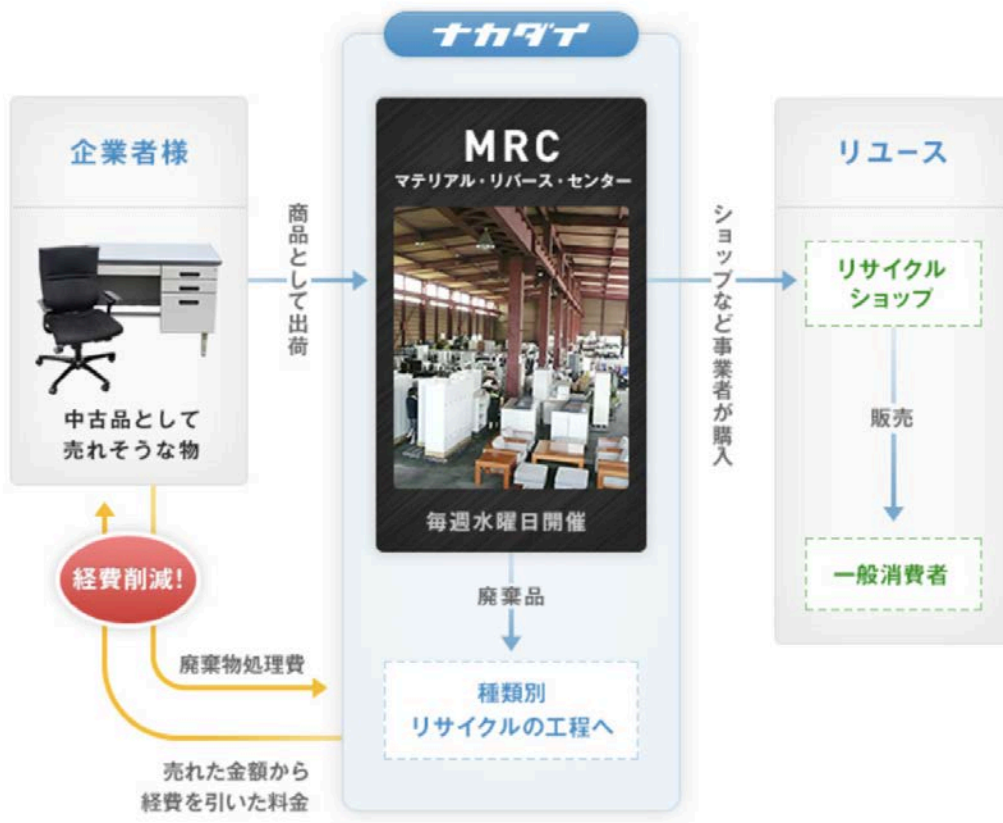 ナカダイ
企業者様
中古品として
売れそうな物
商品として出荷
MRC
マテリアル・リバース・センター
毎週水曜日開催
ショップなど事業者が購入
リユース
リサイクル
ショップ
販売
一般消費者
廃棄品
種類別
リサイクルの工程へ
経費削減!
廃棄物処理費
売れた金額から
経費を引いた料金